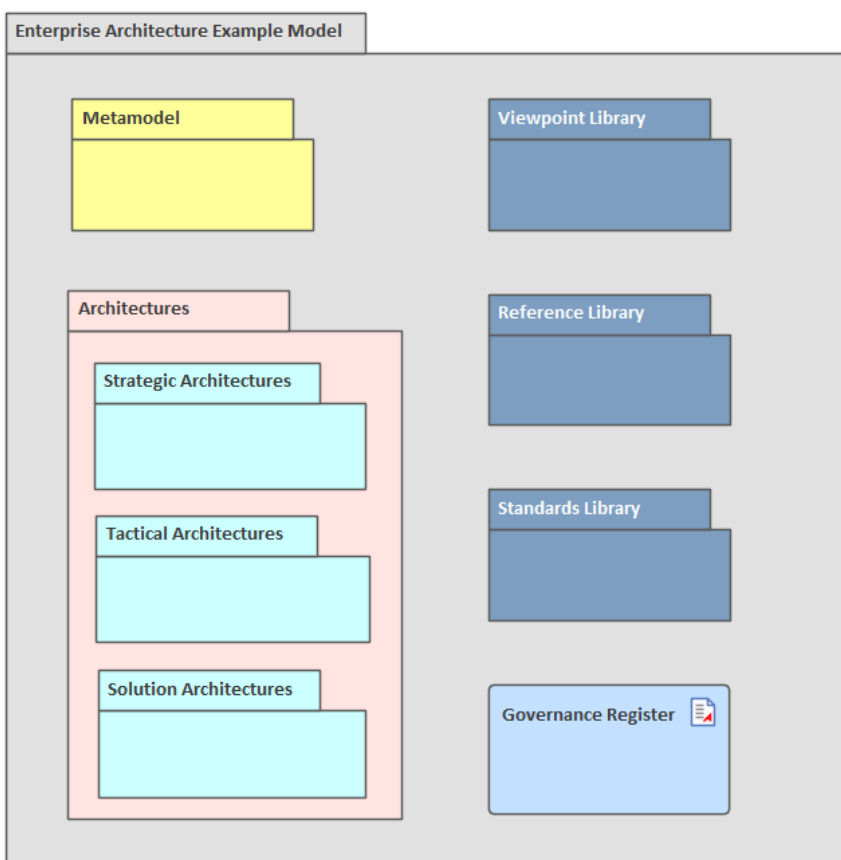 Enterprise Architecture Example Model
Metamodel
Viewpoint Library
Architectures
Reference Library
Strategic Architectures
Standards Library
Tactical Architectures
Solution Architectures
Governance Register